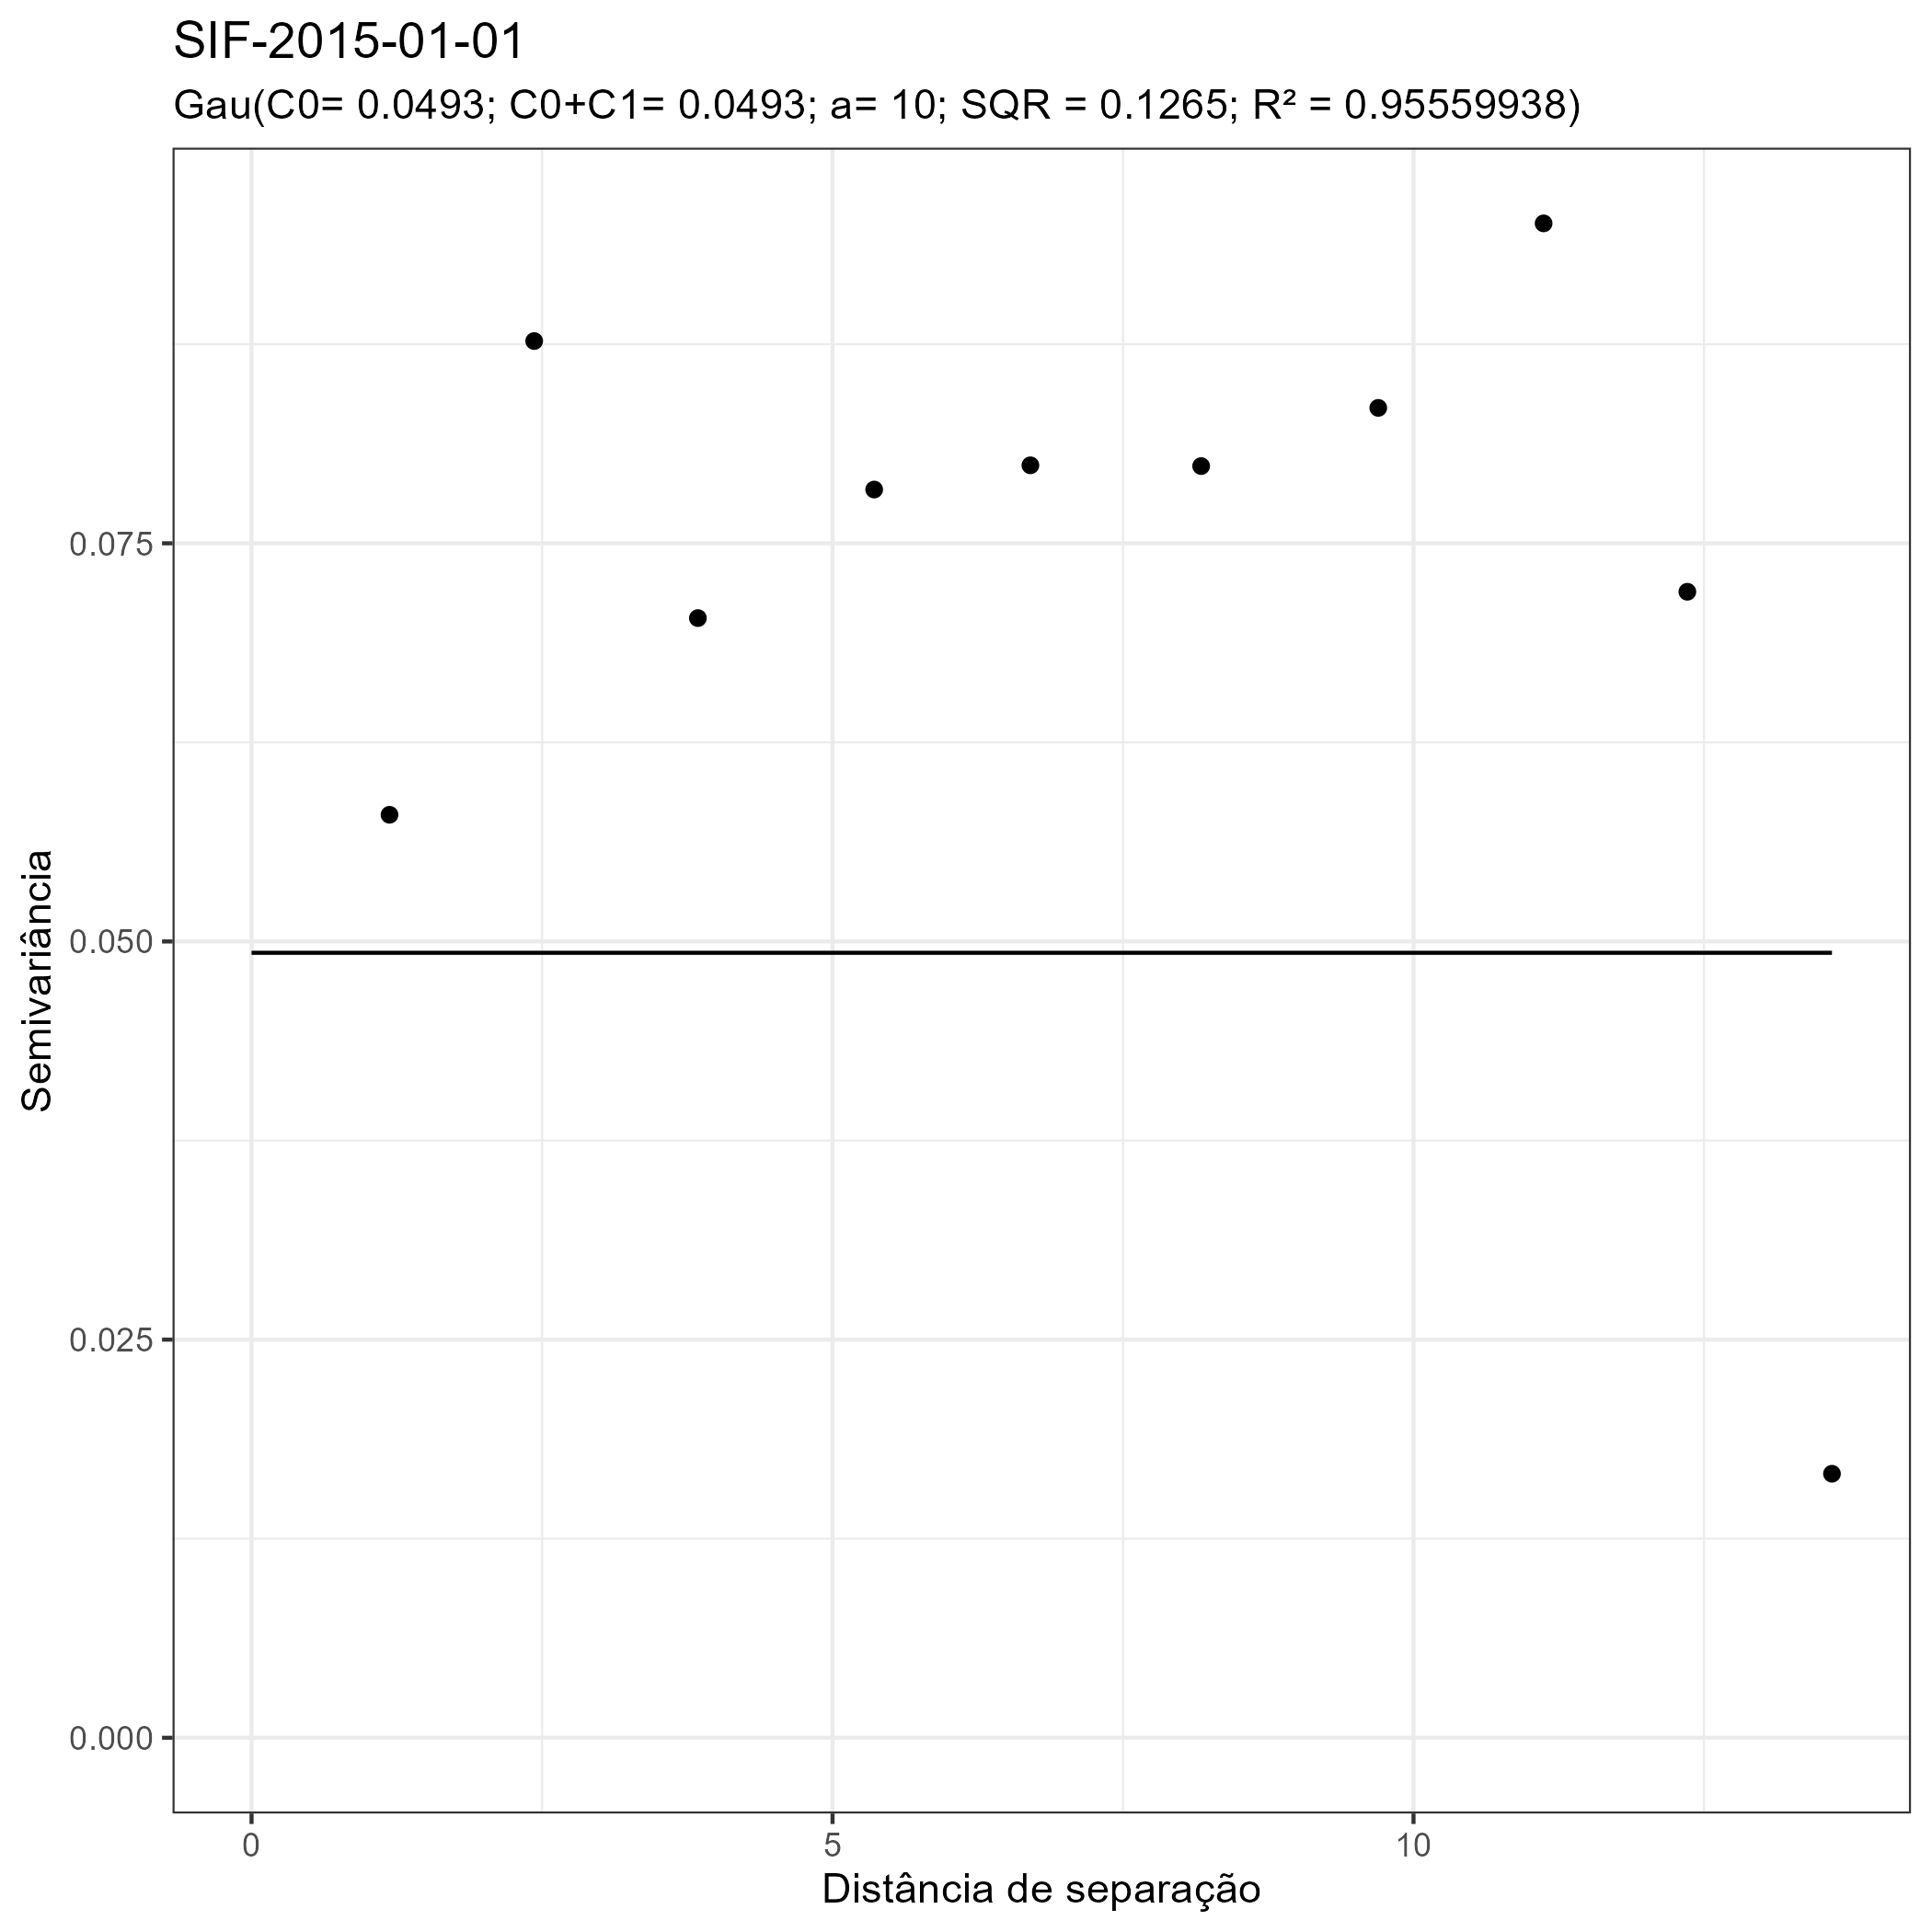 SIF-2015-01-01
Gau(C0= 0.0493; C0+C1= 0.0493; a= 10; SQR = 0.1265; R² = 0.95559938)
Semivariância
0.075
0.050
0.025
0.000
0
5
10
Distância de separação